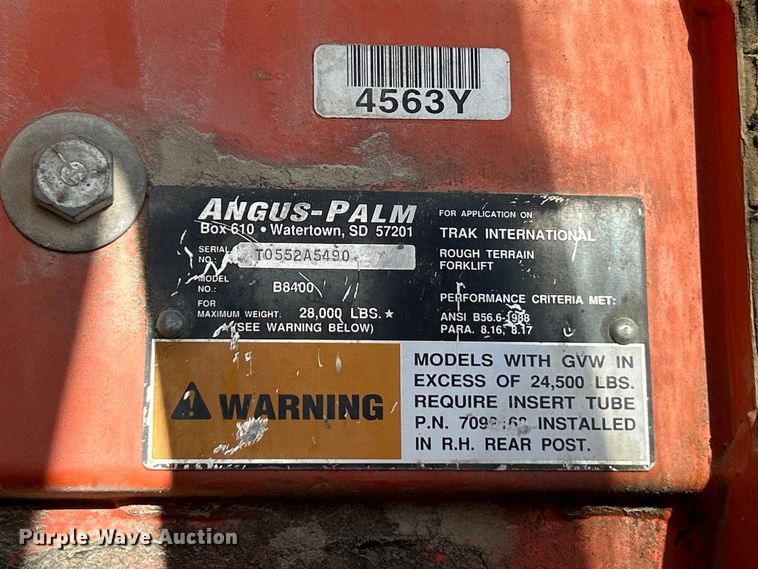 4563Y
ANGUS-PALM
Box 610 • Watertown, SD 57201
SERIAL NO.: T0552A5490
MODEL NO.: B8400
FOR MAXIMUM WEIGHT: 28,000 LBS.★
★(SEE WARNING BELOW)
FOR APPLICATION ON
TRAK INTERNATIONAL
ROUGH TERRAIN
FORKLIFT
PERFORMANCE CRITERIA MET:
ANSI B56.6-1988
PARA. 8.16, 8.17
WARNING
MODELS WITH GVW IN
EXCESS OF 24,500 LBS.
REQUIRE INSERT TUBE
P.N. INSTALLED
IN R.H. REAR POST.
Purple Wave Auction